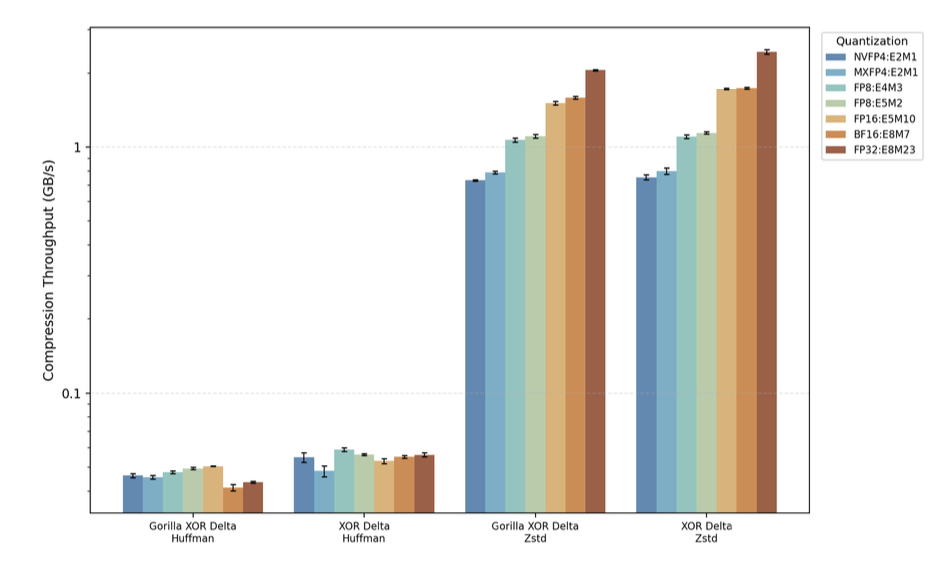 Compression Throughput (GB/s)
1
0.1
Gorilla XOR Delta
Huffman
XOR Delta
Huffman
Gorilla XOR Delta
Zstd
XOR Delta
Zstd
Quantization
NVFP4:E2M1
MXFP4:E2M1
FP8:E4M3
FP8:E5M2
FP16:E5M10
BF16:E8M7
FP32:E8M23